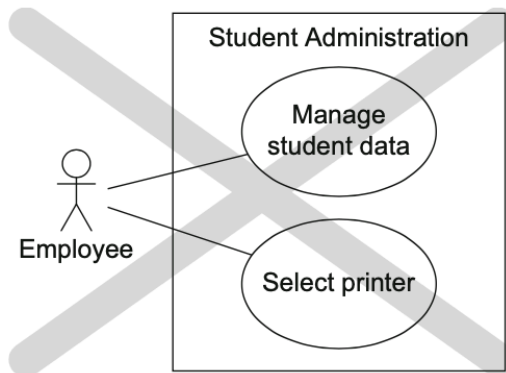 Student Administration
Manage
student data
Employee
Select printer